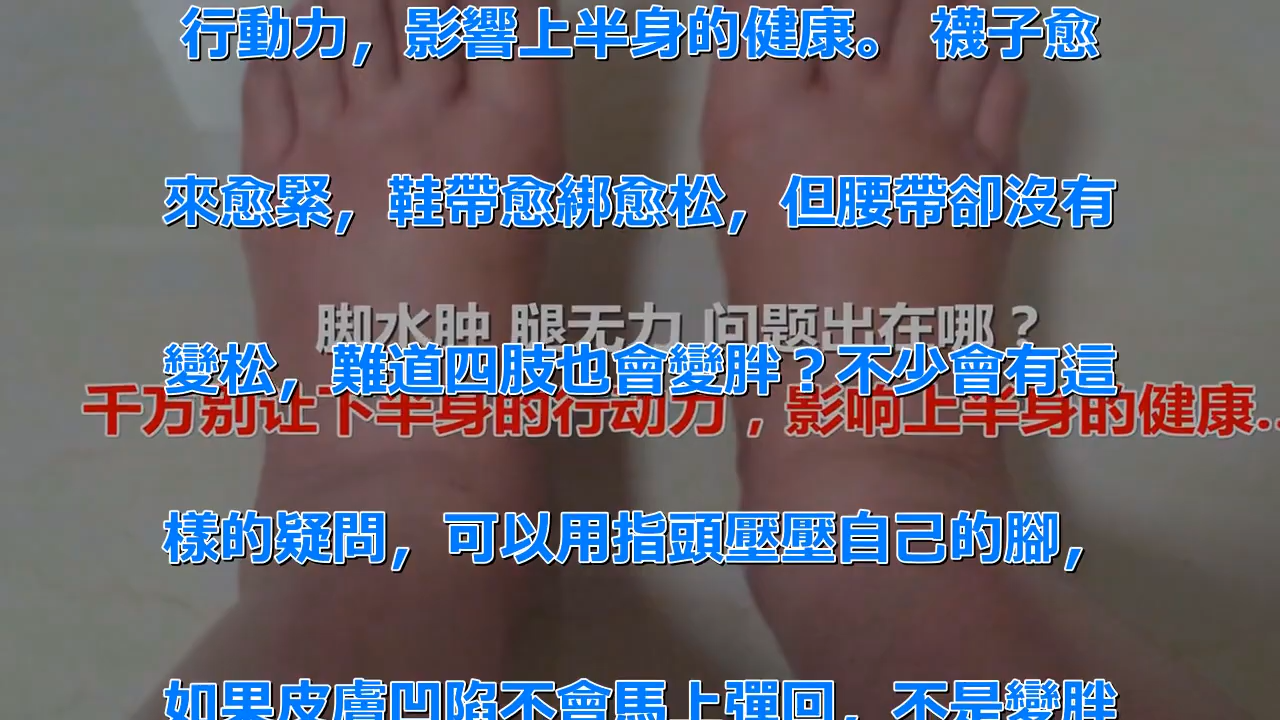 行動力，影響上半身的健康。 襪子愈
來愈緊，鞋帶愈綁愈松，但腰帶卻沒有
脚水肿 腿无力 问题出在哪？
變松，難道四肢也會變胖？不少會有這
千万别让下半身的行动力，影响上半身的健康..
樣的疑問，可以用指頭壓壓自己的腳，
如果皮膚凹陷不會馬上彈回，不是變胖